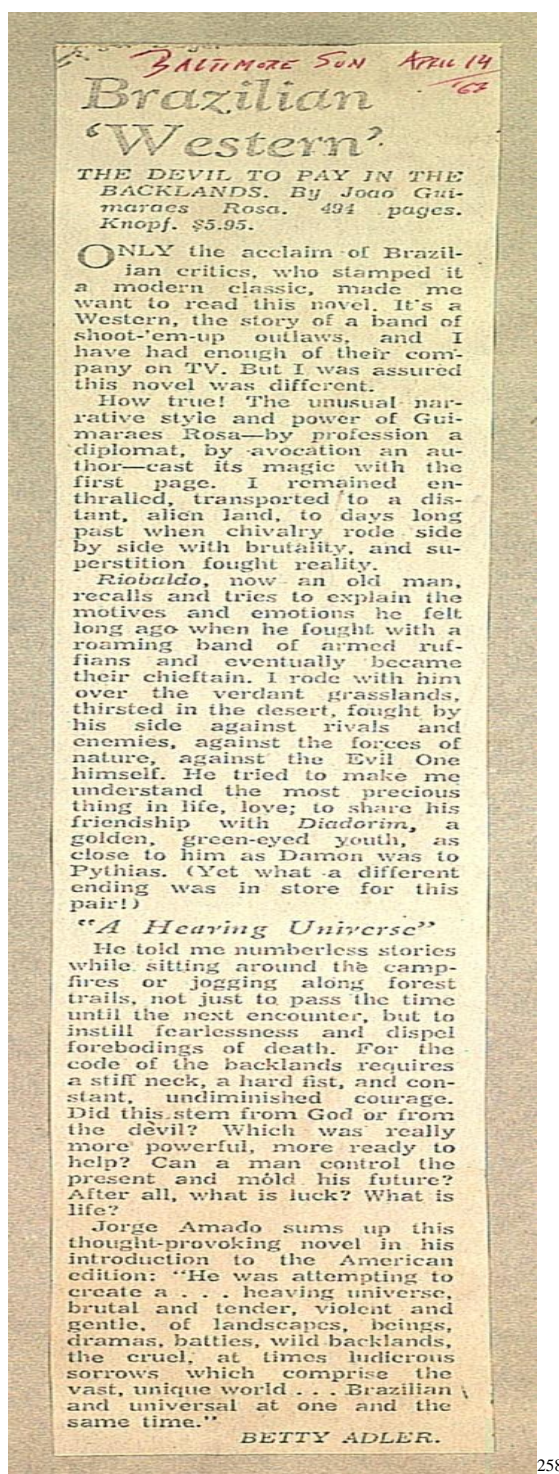 BALTIMORE SUN APRIL 14
'63
Brazilian
‘Western’
THE DEVIL TO PAY IN THE
BACKLANDS. By Joao Gui-
maraes Rosa. 494 pages.
Knopf. $5.95.
ONLY the acclaim of Brazil-
ian critics, who stamped it
a modern classic, made me
want to read this novel. It's a
Western, the story of a band of
shoot-'em-up outlaws, and I
have had enough of their com-
pany on TV. But I was assured
this novel was different.
How true! The unusual nar-
rative style and power of Gui-
maraes Rosa—by profession a
diplomat, by avocation an au-
thor—cast its magic with the
first page. I remained en-
thralled, transported to a dis-
tant, alien land, to days long
past when chivalry rode side
by side with brutality, and su-
perstition fought reality.
Riobaldo, now an old man,
recalls and tries to explain the
motives and emotions he felt
long ago when he fought with a
roaming band of armed ruf-
fians and eventually became
their chieftain. I rode with him
over the verdant grasslands,
thirsted in the desert, fought by
his side against rivals and
enemies, against the forces of
nature, against the Evil One
himself. He tried to make me
understand the most precious
thing in life, love; to share his
friendship with Diadorim, a
golden, green-eyed youth, as
close to him as Damon was to
Pythias. (Yet what a different
ending was in store for this
pair!)
"A Heaving Universe"
He told me numberless stories
while sitting around the camp-
fires or jogging along forest
trails, not just to pass the time
until the next encounter, but to
instill fearlessness and dispel
forebodings of death. For the
code of the backlands requires
a stiff neck, a hard fist, and con-
stant, undiminished courage.
Did this stem from God or from
the devil? Which was really
more powerful, more ready to
help? Can a man control the
present and mold his future?
After all, what is luck? What is
life?
Jorge Amado sums up this
thought-provoking novel in his
introduction to the American
edition: "He was attempting to
create a . . . heaving universe,
brutal and tender, violent and
gentle, of landscapes, beings,
dramas, battles, wild backlands,
the cruel, at times ludicrous
sorrows which comprise the
vast, unique world . . . Brazilian
and universal at one and the
same time."
BETTY ADLER.
258